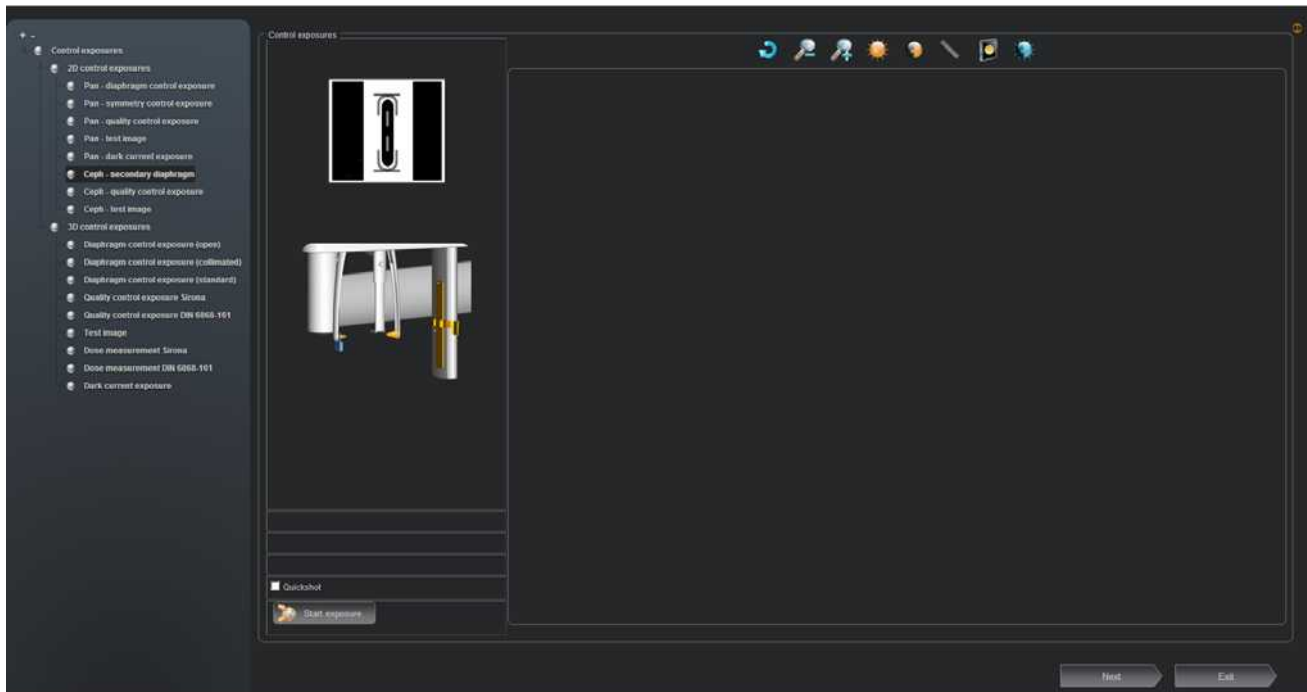 + -
Control exposures
2D control exposures
Pan - diaphragm control exposure
Pan - symmetry control exposure
Pan - quality control exposure
Pan - test image
Pan - dark current exposure
Ceph - secondary diaphragm
Ceph - quality control exposure
Ceph - test image
3D control exposures
Diaphragm control exposure (open)
Diaphragm control exposure (collimated)
Diaphragm control exposure (standard)
Quality control exposure Sirona
Quality control exposure DIN 6868-161
Test image
Dose measurement Sirona
Dose measurement DIN 6868-161
Dark current exposure
Control exposures
Quickshot
Start exposure
Next
Exit